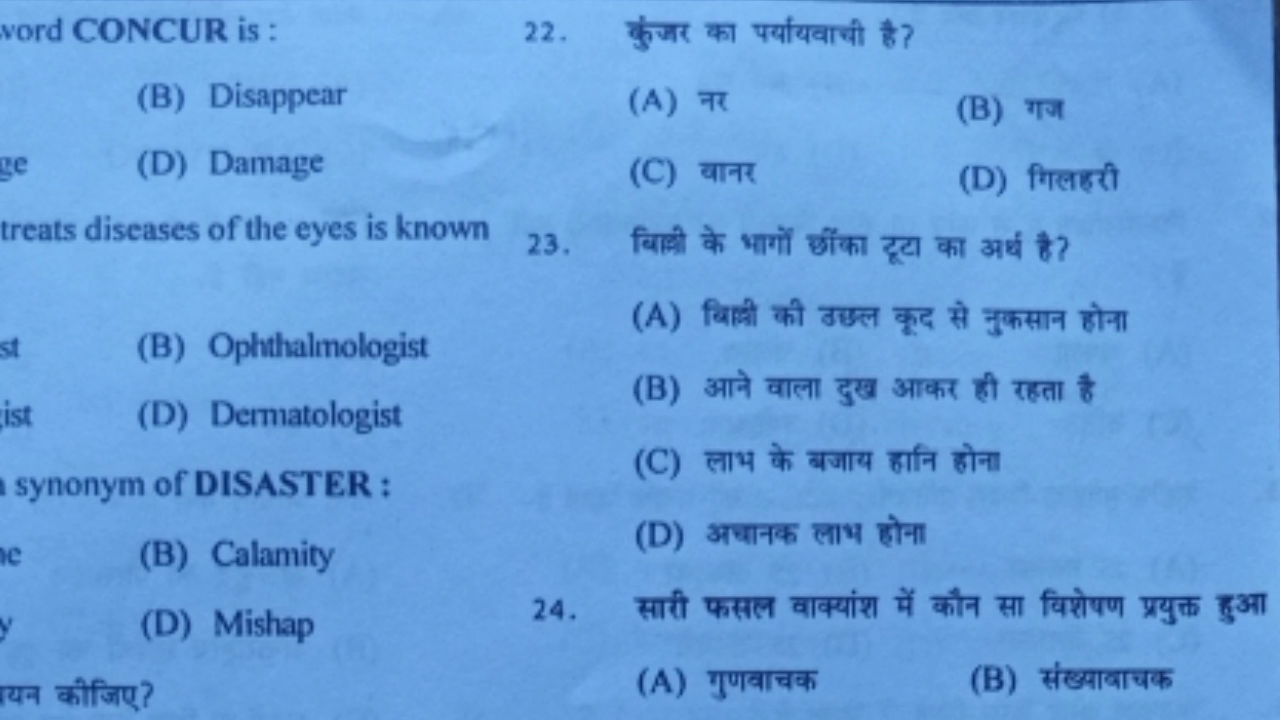 word CONCUR is :
(B) Disappear
ge (D) Damage
treats diseases of the eyes is known
st (B) Ophthalmologist
gist (D) Dermatologist
synonym of DISASTER :
(B) Calamity
y (D) Mishap
चयन कीजिए?
22. कुंजर का पर्यायवाची है?
(A) नर (B) गज
(C) वानर (D) गिलहरी
23. बिल्ली के भागों छींका टूटा का अर्थ है?
(A) बिल्ली की उछल कूद से नुकसान होना
(B) आने वाला दुख आकर ही रहता है
(C) लाभ के बजाय हानि होना
(D) अचानक लाभ होना
24. सारी फसल वाक्यांश में कौन सा विशेषण प्रयुक्त हुआ
(A) गुणवाचक (B) संख्यावाचक